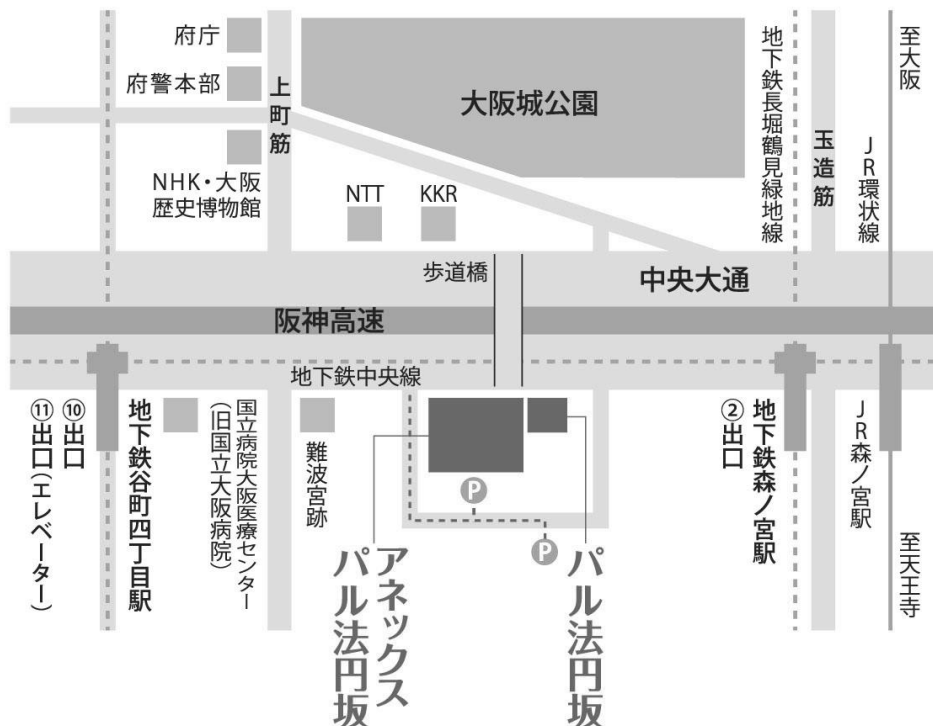 府庁
府警本部
上町筋
大阪城公園
地下鉄長堀鶴見緑地線
玉造筋
JR環状線
至大阪
NHK・大阪
歴史博物館
NTT
KKR
歩道橋
中央大通
阪神高速
地下鉄中央線
⑪出口(エレベーター)
⑩出口
地下鉄谷町四丁目駅
国立病院大阪医療センター
(旧国立大阪病院)
難波宮跡
P
P
アネックス
パル法円坂
パル法円坂
②出口
地下鉄森ノ宮駅
JR森ノ宮駅
至天王寺